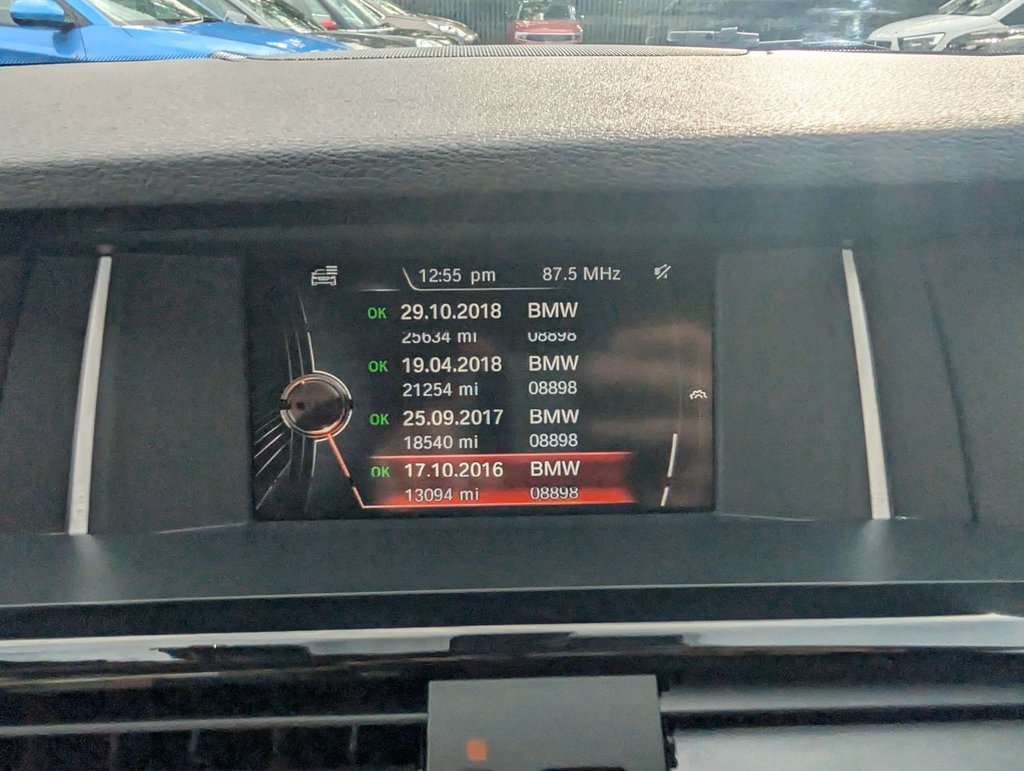 12:55 pm 87.5 MHz
OK 29.10.2018 BMW
25634 mi 08898
OK 19.04.2018 BMW
21254 mi 08898
OK 25.09.2017 BMW
18540 mi 08898
OK 17.10.2016 BMW
13094 mi 08898